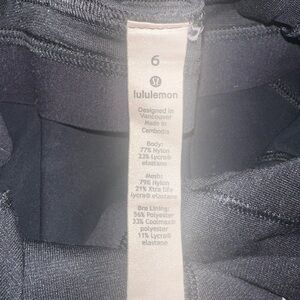 6
lululemon
Designed in
Vancouver
Made in
Cambodia
Body:
77% Nylon
23% Lycra®
elastane
Mesh:
79% Nylon
21% Xtra life
Lycra® elastane
Bra Lining:
56% Polyester
33% Coolmax®
polyester
11% Lycra®
elastane